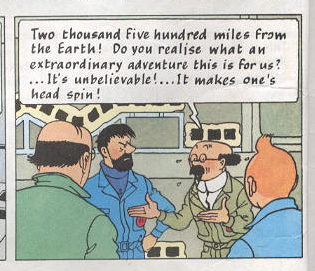 Two thousand five hundred miles from
the Earth! Do you realise what an
extraordinary adventure this is for us?
...It's unbelievable!...It makes one's
head spin!